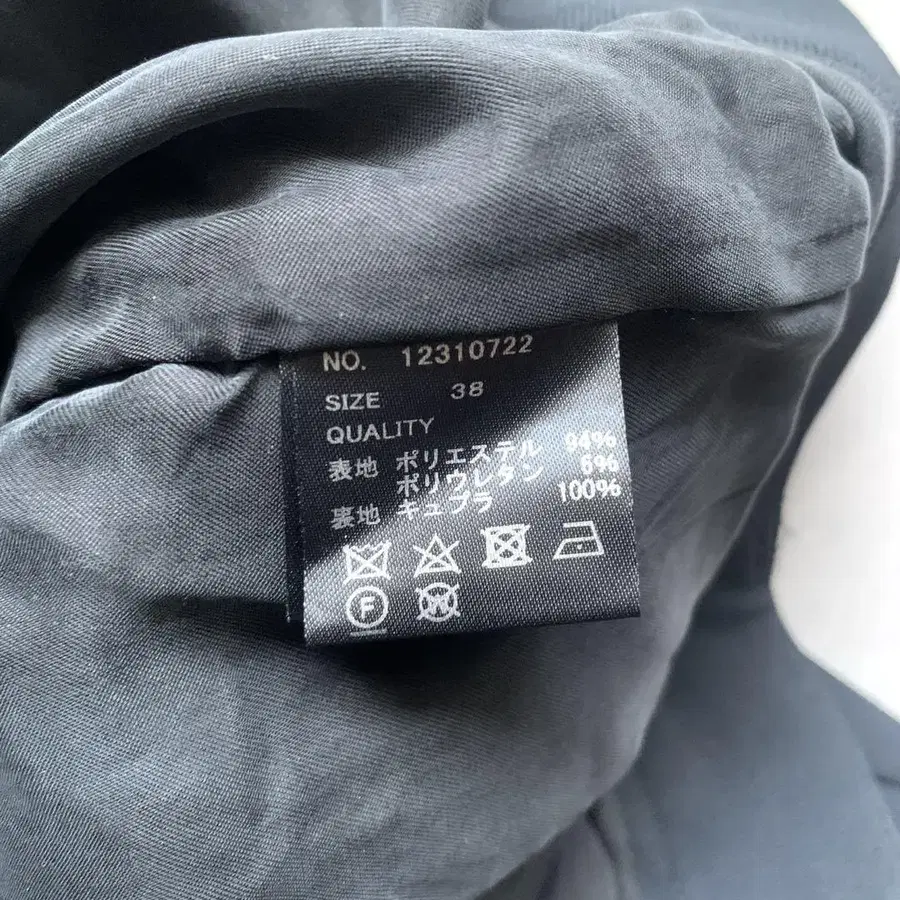 NO. 12310722
SIZE 38
QUALITY
表地 ポリエステル 94%
ポリウレタン 6%
裏地 キュプラ 100%
F W